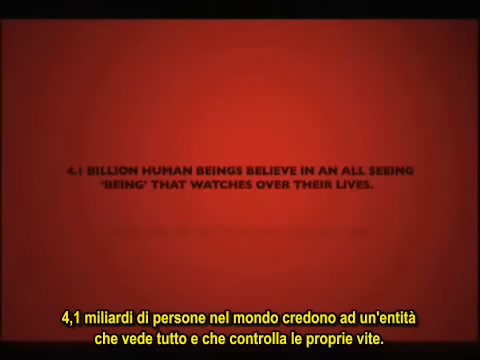 4.1 BILLION HUMAN BEINGS BELIEVE IN AN ALL SEEING
'BEING' THAT WATCHES OVER THEIR LIVES.
4,1 miliardi di persone nel mondo credono ad un'entità
che vede tutto e che controlla le proprie vite.